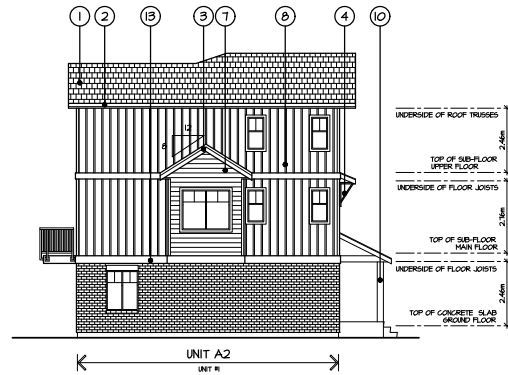 1 2 13 3 7 8 4 10
12
8
UNDERSIDE OF ROOF TRUSSES
2.46m
TOP OF SUB-FLOOR
UPPER FLOOR
UNDERSIDE OF FLOOR JOISTS
2.76m
TOP OF SUB-FLOOR
MAIN FLOOR
UNDERSIDE OF FLOOR JOISTS
2.46m
TOP OF CONCRETE SLAB
GROUND FLOOR
UNIT A2
UNIT #1